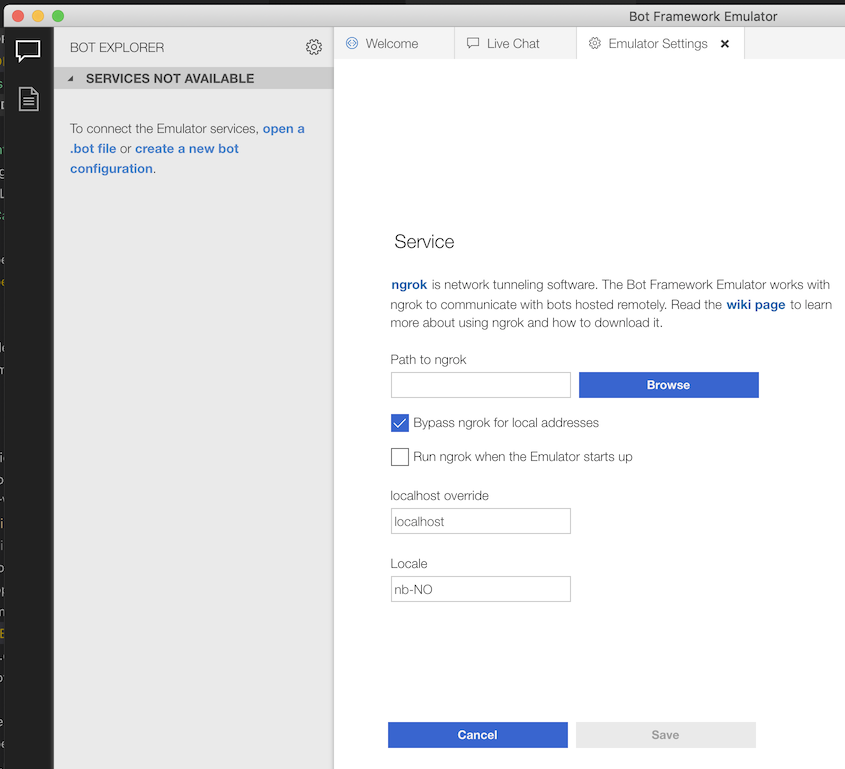 Bot Framework Emulator
BOT EXPLORER
SERVICES NOT AVAILABLE
To connect the Emulator services, open a
.bot file or create a new bot
configuration.
Welcome
Live Chat
Emulator Settings
Service
ngrok is network tunneling software. The Bot Framework Emulator works with
ngrok to communicate with bots hosted remotely. Read the wiki page to learn
more about using ngrok and how to download it.
Path to ngrok
Browse
Bypass ngrok for local addresses
Run ngrok when the Emulator starts up
localhost override
localhost
Locale
nb-NO
Cancel
Save